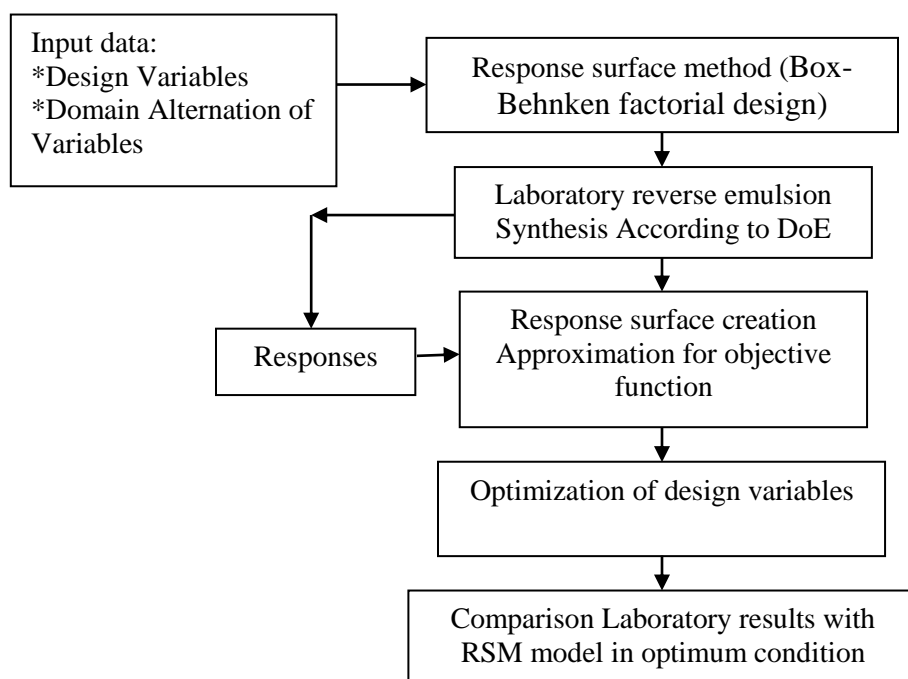 Input data:
*Design Variables
*Domain Alternation of
Variables
Response surface method (Box-
Behnken factorial design)
Laboratory reverse emulsion
Synthesis According to DoE
Responses
Response surface creation
Approximation for objective
function
Optimization of design variables
Comparison Laboratory results with
RSM model in optimum condition